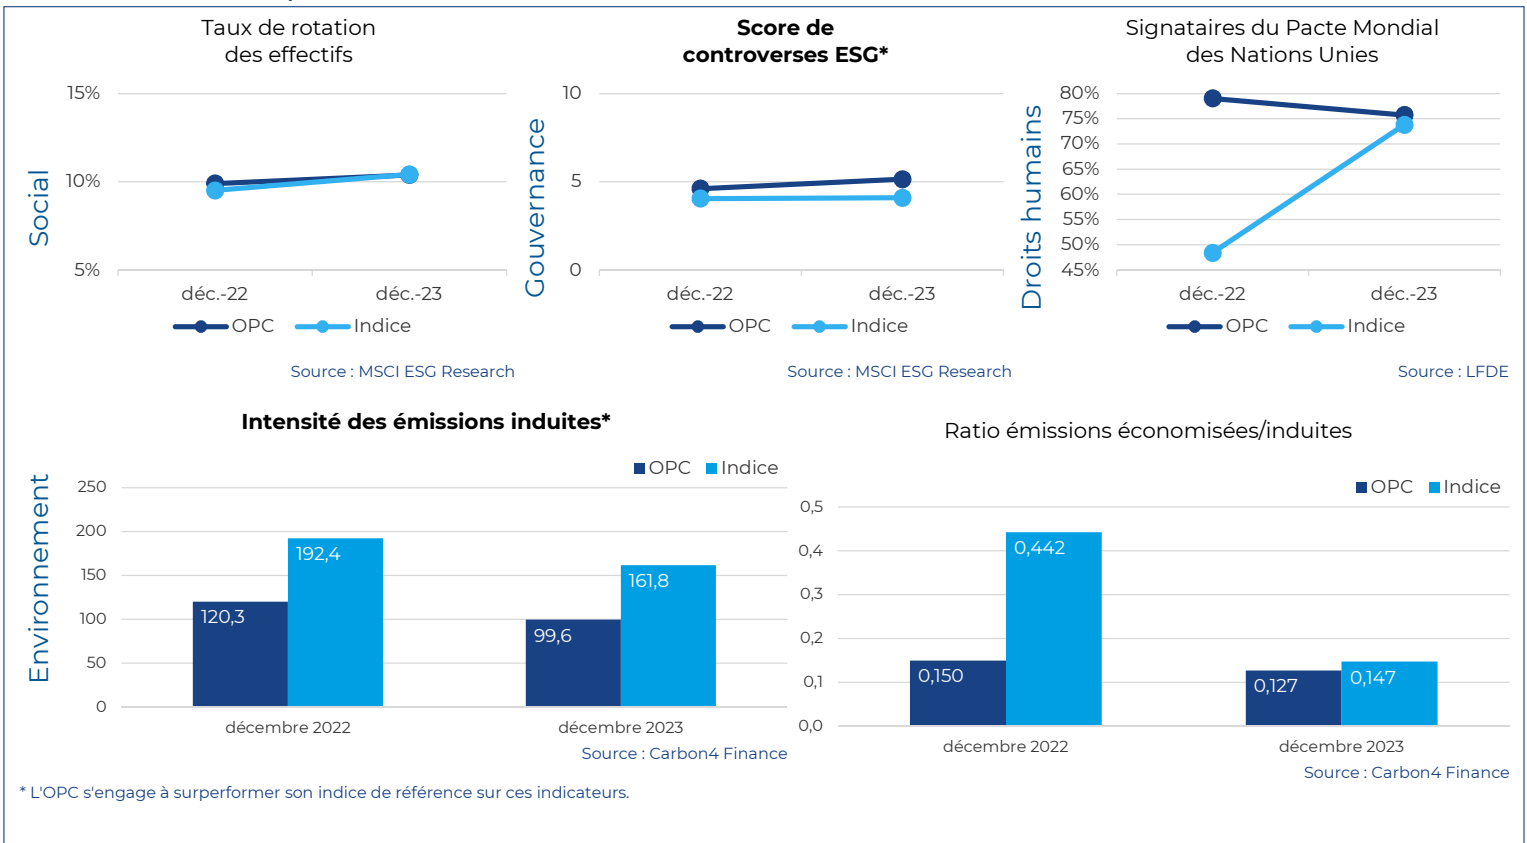 Taux de rotation
des effectifs
15%
10%
5%
Social
déc.-22
déc.-23
OPC
Indice
Source : MSCI ESG Research
Score de
controverses ESG*
10
5
0
Gouvernance
déc.-22
déc.-23
OPC
Indice
Source : MSCI ESG Research
Signataires du Pacte Mondial
des Nations Unies
80%
75%
70%
65%
60%
55%
50%
45%
Droits humains
déc.-22
déc.-23
OPC
Indice
Source : LFDE
Intensité des émissions induites*
OPC
Indice
Environnement
250
200
150
100
50
0
120,3
192,4
99,6
161,8
décembre 2022
décembre 2023
Source : Carbon4 Finance
Ratio émissions économisées/induites
OPC
Indice
0,5
0,4
0,3
0,2
0,1
0,0
0,150
0,442
0,127
0,147
décembre 2022
décembre 2023
Source : Carbon4 Finance
* L'OPC s'engage à surperformer son indice de référence sur ces indicateurs.